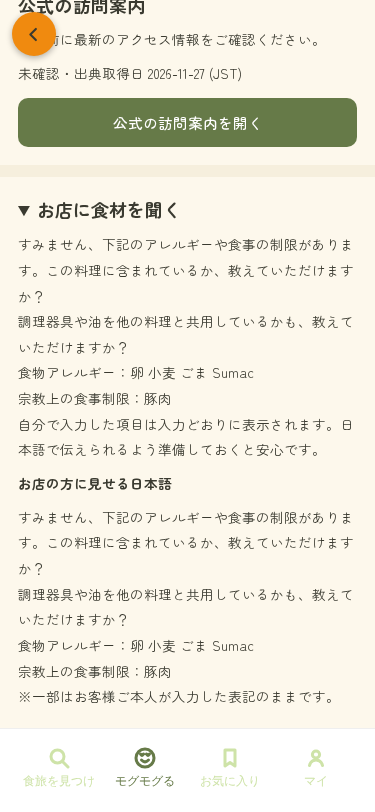 公式の訪問案内
に最新のアクセス情報をご確認ください。
未確認・出典取得日 2026-11-27 (JST)
公式の訪問案内を開く
▼ お店に食材を聞く
すみません、下記のアレルギーや食事の制限がありま
す。この料理に含まれているか、教えていただけます
か？
調理器具や油を他の料理と共用しているかも、教えて
いただけますか？
食物アレルギー：卵 小麦 ごま Sumac
宗教上の食事制限：豚肉
自分で入力した項目は入力どおりに表示されます。日
本語で伝えられるよう準備しておくと安心です。
お店の方に見せる日本語
すみません、下記のアレルギーや食事の制限がありま
す。この料理に含まれているか、教えていただけます
か？
調理器具や油を他の料理と共用しているかも、教えて
いただけますか？
食物アレルギー：卵 小麦 ごま Sumac
宗教上の食事制限：豚肉
※一部はお客様ご本人が入力した表記のままです。
食旅を見つけ
モグモグる
お気に入り
マイ